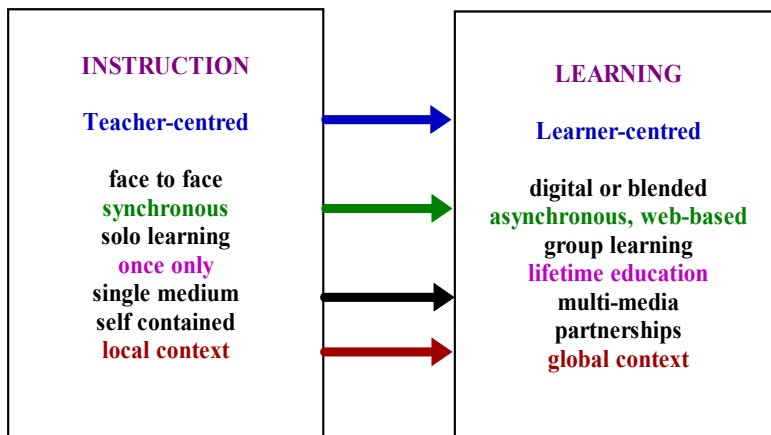 INSTRUCTION
Teacher-centred
face to face
synchronous
solo learning
once only
single medium
self contained
local context
LEARNING
Learner-centred
digital or blended
asynchronous, web-based
group learning
lifetime education
multi-media
partnerships
global context